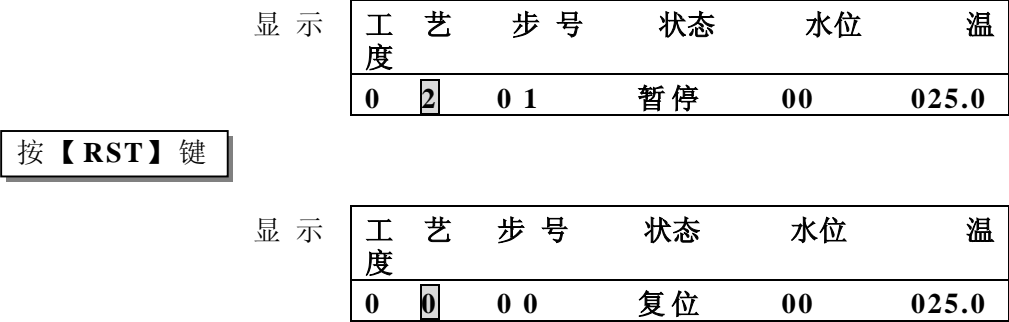 显 示 工 艺 步 号 状态 水位 温
度
0 2 0 1 暂停 00 025.0
按【RST】键
显 示 工 艺 步 号 状态 水位 温
度
0 0 0 0 复位 00 025.0